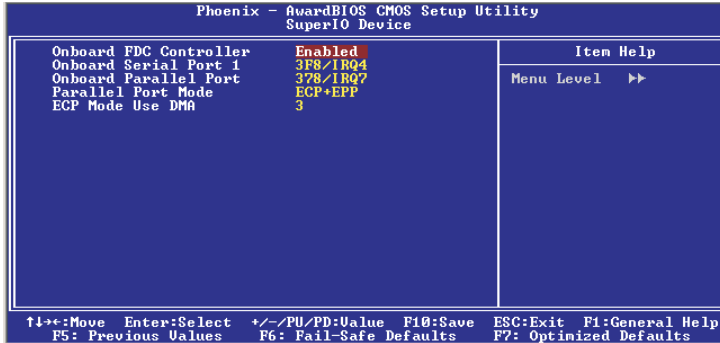 Phoenix - AwardBIOS CMOS Setup Utility
SuperIO Device
Onboard FDC Controller Enabled
Onboard Serial Port 1 3F8/IRQ4
Onboard Parallel Port 378/IRQ7
Parallel Port Mode ECP+EPP
ECP Mode Use DMA 3
Item Help
Menu Level ►►
↑↓→←:Move Enter:Select +/-/PU/PD:Value F10:Save ESC:Exit F1:General Help
F5: Previous Values F6: Fail-Safe Defaults F7: Optimized Defaults